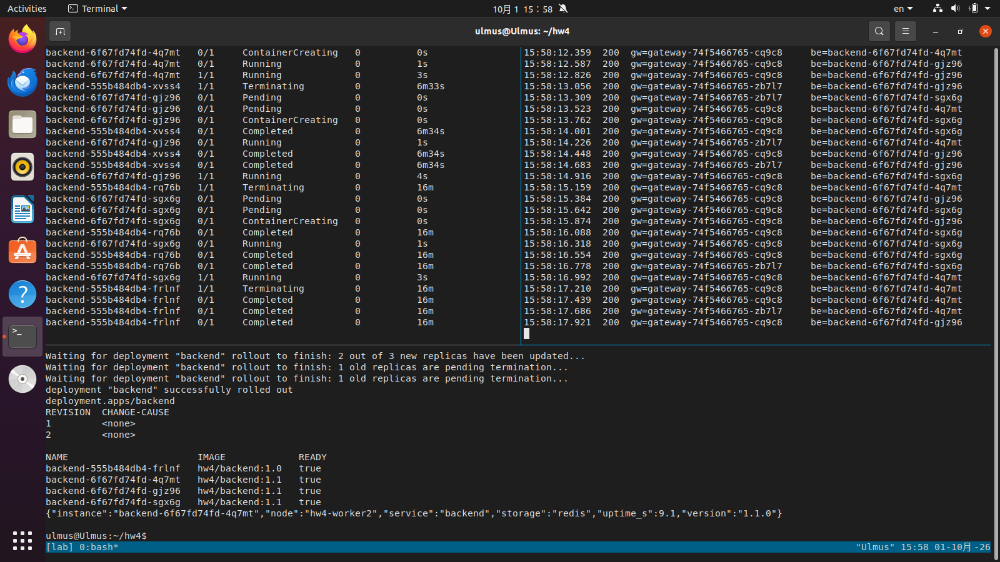 Activities Terminal 10月 1 15：58 en
ulmus@Ulmus: ~/hw4
backend-6f67fd74fd-4q7mt 0/1 ContainerCreating 0 0s
backend-6f67fd74fd-4q7mt 0/1 Running 0 1s
backend-6f67fd74fd-4q7mt 1/1 Running 0 3s
backend-555b484db4-xvss4 1/1 Terminating 0 6m33s
backend-6f67fd74fd-gjz96 0/1 Pending 0 0s
backend-6f67fd74fd-gjz96 0/1 Pending 0 0s
backend-6f67fd74fd-gjz96 0/1 ContainerCreating 0 0s
backend-555b484db4-xvss4 0/1 Completed 0 6m34s
backend-6f67fd74fd-gjz96 0/1 Running 0 1s
backend-555b484db4-xvss4 0/1 Completed 0 6m34s
backend-555b484db4-xvss4 0/1 Completed 0 6m34s
backend-6f67fd74fd-gjz96 1/1 Running 0 4s
backend-555b484db4-rq76b 1/1 Terminating 0 16m
backend-6f67fd74fd-sgx6g 0/1 Pending 0 0s
backend-6f67fd74fd-sgx6g 0/1 Pending 0 0s
backend-6f67fd74fd-sgx6g 0/1 ContainerCreating 0 0s
backend-555b484db4-rq76b 0/1 Completed 0 16m
backend-6f67fd74fd-sgx6g 0/1 Running 0 1s
backend-555b484db4-rq76b 0/1 Completed 0 16m
backend-555b484db4-rq76b 0/1 Completed 0 16m
backend-6f67fd74fd-sgx6g 1/1 Running 0 3s
backend-555b484db4-frlnf 1/1 Terminating 0 16m
backend-555b484db4-frlnf 0/1 Completed 0 16m
backend-555b484db4-frlnf 0/1 Completed 0 16m
backend-555b484db4-frlnf 0/1 Completed 0 16m
15:58:12.359 200 gw=gateway-74f5466765-cq9c8 be=backend-6f67fd74fd-4q7mt
15:58:12.587 200 gw=gateway-74f5466765-cq9c8 be=backend-6f67fd74fd-gjz96
15:58:12.826 200 gw=gateway-74f5466765-cq9c8 be=backend-6f67fd74fd-gjz96
15:58:13.056 200 gw=gateway-74f5466765-zb7l7 be=backend-6f67fd74fd-gjz96
15:58:13.309 200 gw=gateway-74f5466765-zb7l7 be=backend-6f67fd74fd-sgx6g
15:58:13.523 200 gw=gateway-74f5466765-zb7l7 be=backend-6f67fd74fd-4q7mt
15:58:13.762 200 gw=gateway-74f5466765-cq9c8 be=backend-6f67fd74fd-sgx6g
15:58:14.001 200 gw=gateway-74f5466765-cq9c8 be=backend-6f67fd74fd-sgx6g
15:58:14.226 200 gw=gateway-74f5466765-zb7l7 be=backend-6f67fd74fd-4q7mt
15:58:14.448 200 gw=gateway-74f5466765-cq9c8 be=backend-6f67fd74fd-gjz96
15:58:14.683 200 gw=gateway-74f5466765-zb7l7 be=backend-6f67fd74fd-gjz96
15:58:14.916 200 gw=gateway-74f5466765-cq9c8 be=backend-6f67fd74fd-sgx6g
15:58:15.159 200 gw=gateway-74f5466765-cq9c8 be=backend-6f67fd74fd-4q7mt
15:58:15.384 200 gw=gateway-74f5466765-zb7l7 be=backend-6f67fd74fd-gjz96
15:58:15.642 200 gw=gateway-74f5466765-cq9c8 be=backend-6f67fd74fd-sgx6g
15:58:15.874 200 gw=gateway-74f5466765-cq9c8 be=backend-6f67fd74fd-gjz96
15:58:16.088 200 gw=gateway-74f5466765-cq9c8 be=backend-6f67fd74fd-sgx6g
15:58:16.318 200 gw=gateway-74f5466765-cq9c8 be=backend-6f67fd74fd-sgx6g
15:58:16.554 200 gw=gateway-74f5466765-cq9c8 be=backend-6f67fd74fd-sgx6g
15:58:16.778 200 gw=gateway-74f5466765-zb7l7 be=backend-6f67fd74fd-sgx6g
15:58:16.992 200 gw=gateway-74f5466765-cq9c8 be=backend-6f67fd74fd-4q7mt
15:58:17.210 200 gw=gateway-74f5466765-cq9c8 be=backend-6f67fd74fd-4q7mt
15:58:17.439 200 gw=gateway-74f5466765-cq9c8 be=backend-6f67fd74fd-4q7mt
15:58:17.686 200 gw=gateway-74f5466765-zb7l7 be=backend-6f67fd74fd-4q7mt
15:58:17.921 200 gw=gateway-74f5466765-cq9c8 be=backend-6f67fd74fd-gjz96
Waiting for deployment "backend" rollout to finish: 2 out of 3 new replicas have been updated...
Waiting for deployment "backend" rollout to finish: 1 old replicas are pending termination...
Waiting for deployment "backend" rollout to finish: 1 old replicas are pending termination...
deployment "backend" successfully rolled out
deployment.apps/backend
REVISION CHANGE-CAUSE
1 <none>
2 <none>
NAME IMAGE READY
backend-555b484db4-frlnf hw4/backend:1.0 true
backend-6f67fd74fd-4q7mt hw4/backend:1.1 true
backend-6f67fd74fd-gjz96 hw4/backend:1.1 true
backend-6f67fd74fd-sgx6g hw4/backend:1.1 true
{"instance":"backend-6f67fd74fd-4q7mt","node":"hw4-worker2","service":"backend","storage":"redis","uptime_s":9.1,"version":"1.1.0"}
ulmus@Ulmus:~/hw4$
[lab] 0:bash* "Ulmus" 15:58 01-10月-26